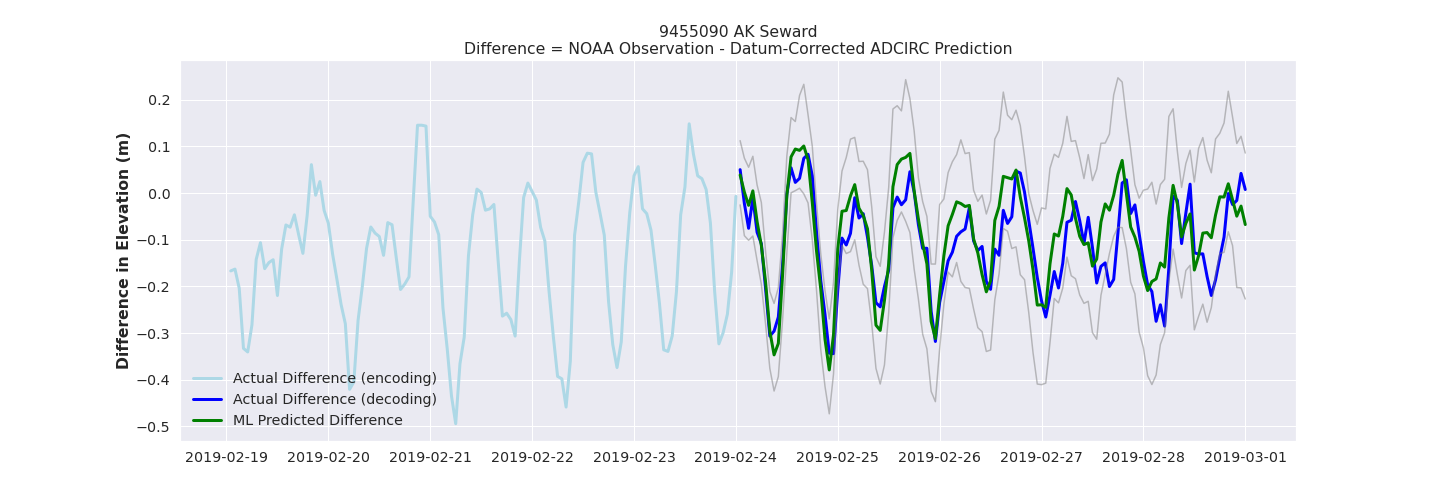 9455090 AK Seward
Difference = NOAA Observation - Datum-Corrected ADCIRC Prediction
Difference in Elevation (m)
0.2
0.1
0.0
−0.1
−0.2
−0.3
−0.4
−0.5
Actual Difference (encoding)
Actual Difference (decoding)
ML Predicted Difference
2019-02-19 2019-02-20 2019-02-21 2019-02-22 2019-02-23 2019-02-24 2019-02-25 2019-02-26 2019-02-27 2019-02-28 2019-03-01